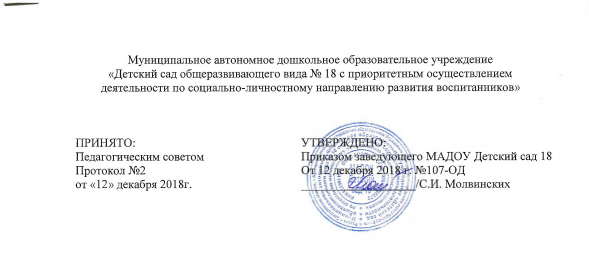 Муниципальное автономное дошкольное образовательное учреждение
«Детский сад общеразвивающего вида № 18 с приоритетным осуществлением
деятельности по социально-личностному направлению развития воспитанников»
ПРИНЯТО:
Педагогическим советом
Протокол №2
от «12» декабря 2018г.
УТВЕРЖДЕНО:
Приказом заведующего МАДОУ Детский сад 18
От 12 декабря 2018 г. №107-ОД
/С.И. Молвинских